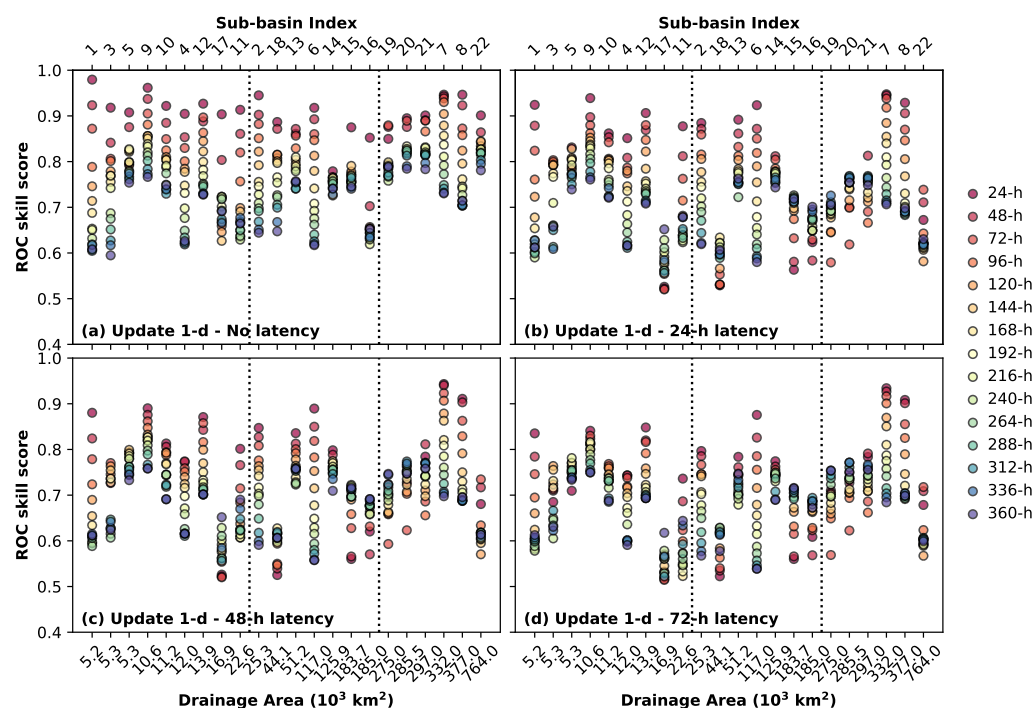 Sub-basin Index
Sub-basin Index
1 3 5 9 10 4 12 17 11 2 18 13 6 14 15 16 19 20 21 7 8 22
1 3 5 9 10 4 12 17 11 2 18 13 6 14 15 16 19 20 21 7 8 22
ROC skill score
1.0
0.9
0.8
0.7
0.6
0.5
0.4
(a) Update 1-d - No latency
(b) Update 1-d - 24-h latency
ROC skill score
1.0
0.9
0.8
0.7
0.6
0.5
0.4
(c) Update 1-d - 48-h latency
(d) Update 1-d - 72-h latency
5.2 5.3 5.3 10.6 11.2 12.0 13.9 16.9 22.6 25.3 44.1 51.2 117.0 125.9 183.7 185.0 275.0 285.5 297.0 332.0 377.0 764.0
5.2 5.3 5.3 10.6 11.2 12.0 13.9 16.9 22.6 25.3 44.1 51.2 117.0 125.9 183.7 185.0 275.0 285.5 297.0 332.0 377.0 764.0
Drainage Area (10³ km²)
Drainage Area (10³ km²)
24-h
48-h
72-h
96-h
120-h
144-h
168-h
192-h
216-h
240-h
264-h
288-h
312-h
336-h
360-h